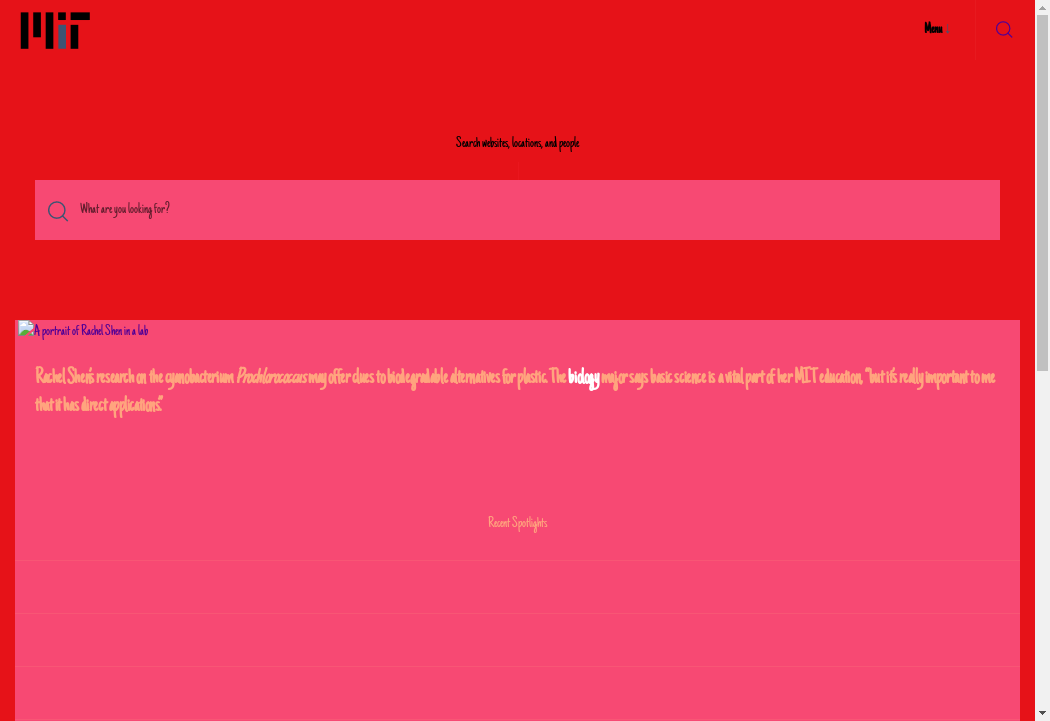 MIT
Menu
Search websites, locations, and people
What are you looking for?
A portrait of Rachel Shen in a lab
Rachel Shen's research on the cyanobacterium Prochlorococcus may offer clues to biodegradable alternatives for plastic. The biology major says basic science is a vital part of her MIT education, “but it's really important to me
that it has direct applications.”
Recent Spotlights